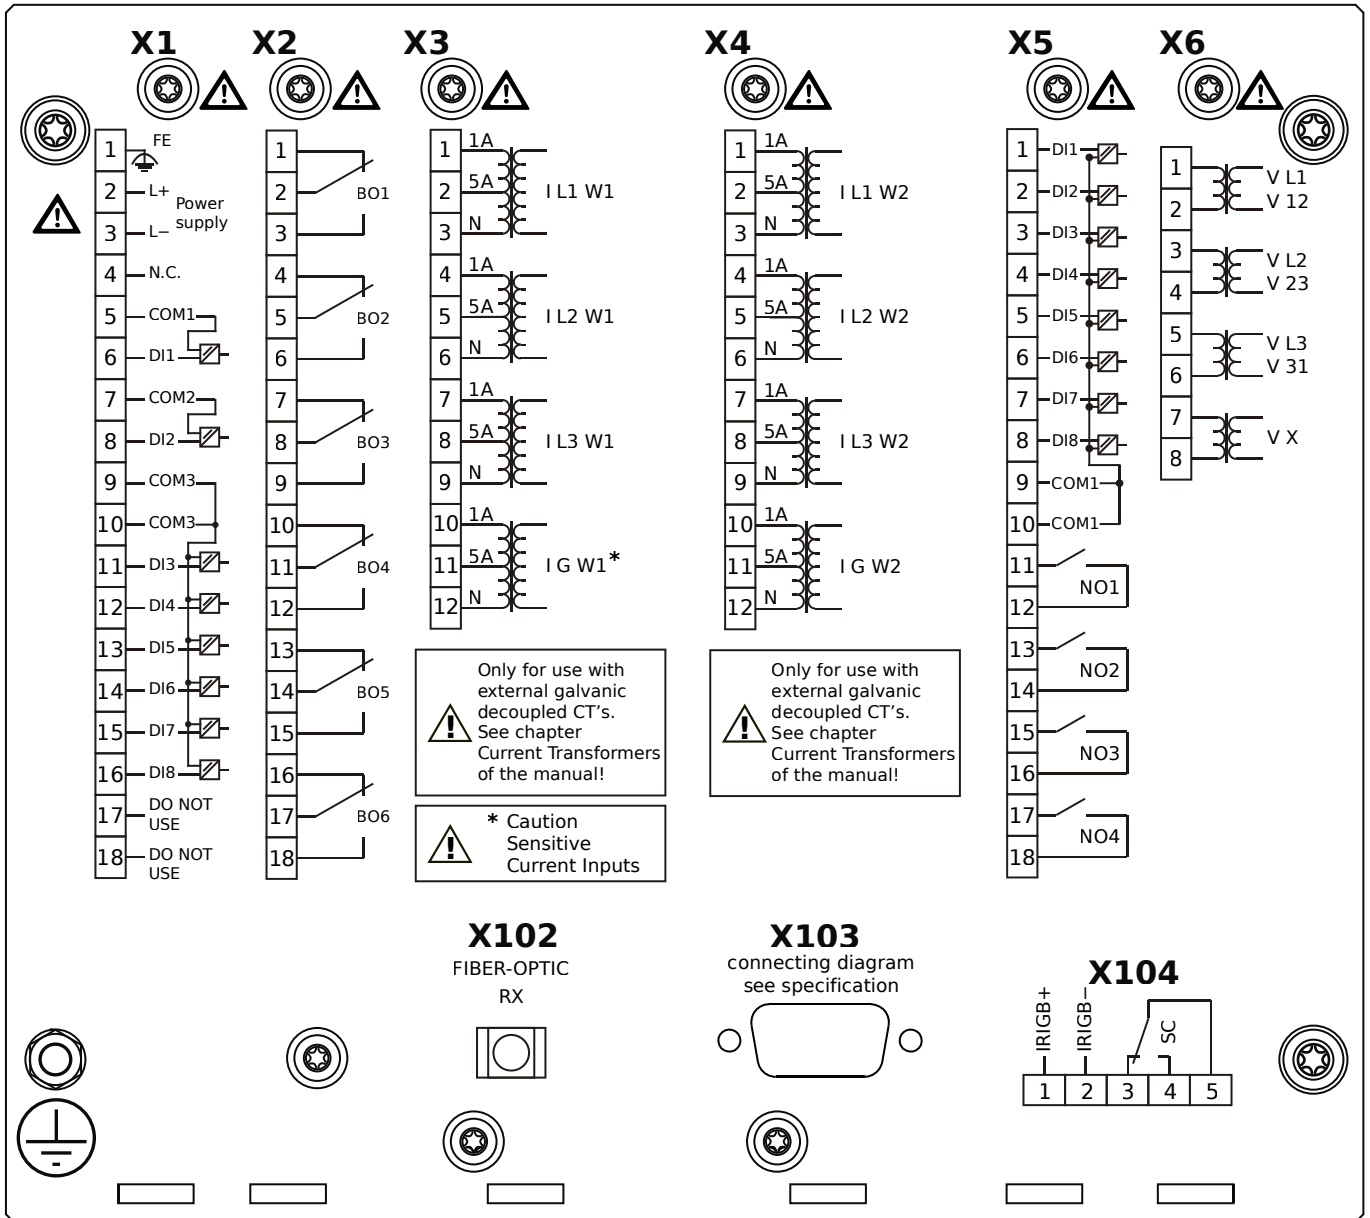 X1
X2
X3
X4
X5
X6
1 FE
2 L+
Power
supply
3 L−
4 N.C.
5 COM1
6 DI1
7 COM2
8 DI2
9 COM3
10 COM3
11 DI3
12 DI4
13 DI5
14 DI6
15 DI7
16 DI8
17 DO NOT
USE
18 DO NOT
USE
1
2 BO1
3
4
5 BO2
6
7
8 BO3
9
10
11 BO4
12
13
14 BO5
15
16
17 BO6
18
1 1A
2 5A I L1 W1
3 N
4 1A
5 5A I L2 W1
6 N
7 1A
8 5A I L3 W1
9 N
10 1A
11 5A I G W1*
12 N
Only for use with
external galvanic
decoupled CT's.
See chapter
Current Transformers
of the manual!
* Caution
Sensitive
Current Inputs
1 1A
2 5A I L1 W2
3 N
4 1A
5 5A I L2 W2
6 N
7 1A
8 5A I L3 W2
9 N
10 1A
11 5A I G W2
12 N
Only for use with
external galvanic
decoupled CT's.
See chapter
Current Transformers
of the manual!
1 DI1
2 DI2
3 DI3
4 DI4
5 DI5
6 DI6
7 DI7
8 DI8
9 COM1
10 COM1
11
NO1
12
13
NO2
14
15
NO3
16
17
NO4
18
1 V L1
2 V 12
3 V L2
4 V 23
5 V L3
6 V 31
7
V X
8
X102
FIBER-OPTIC
RX
X103
connecting diagram
see specification
X104
IRIGB+
IRIGB−
SC
1 2 3 4 5